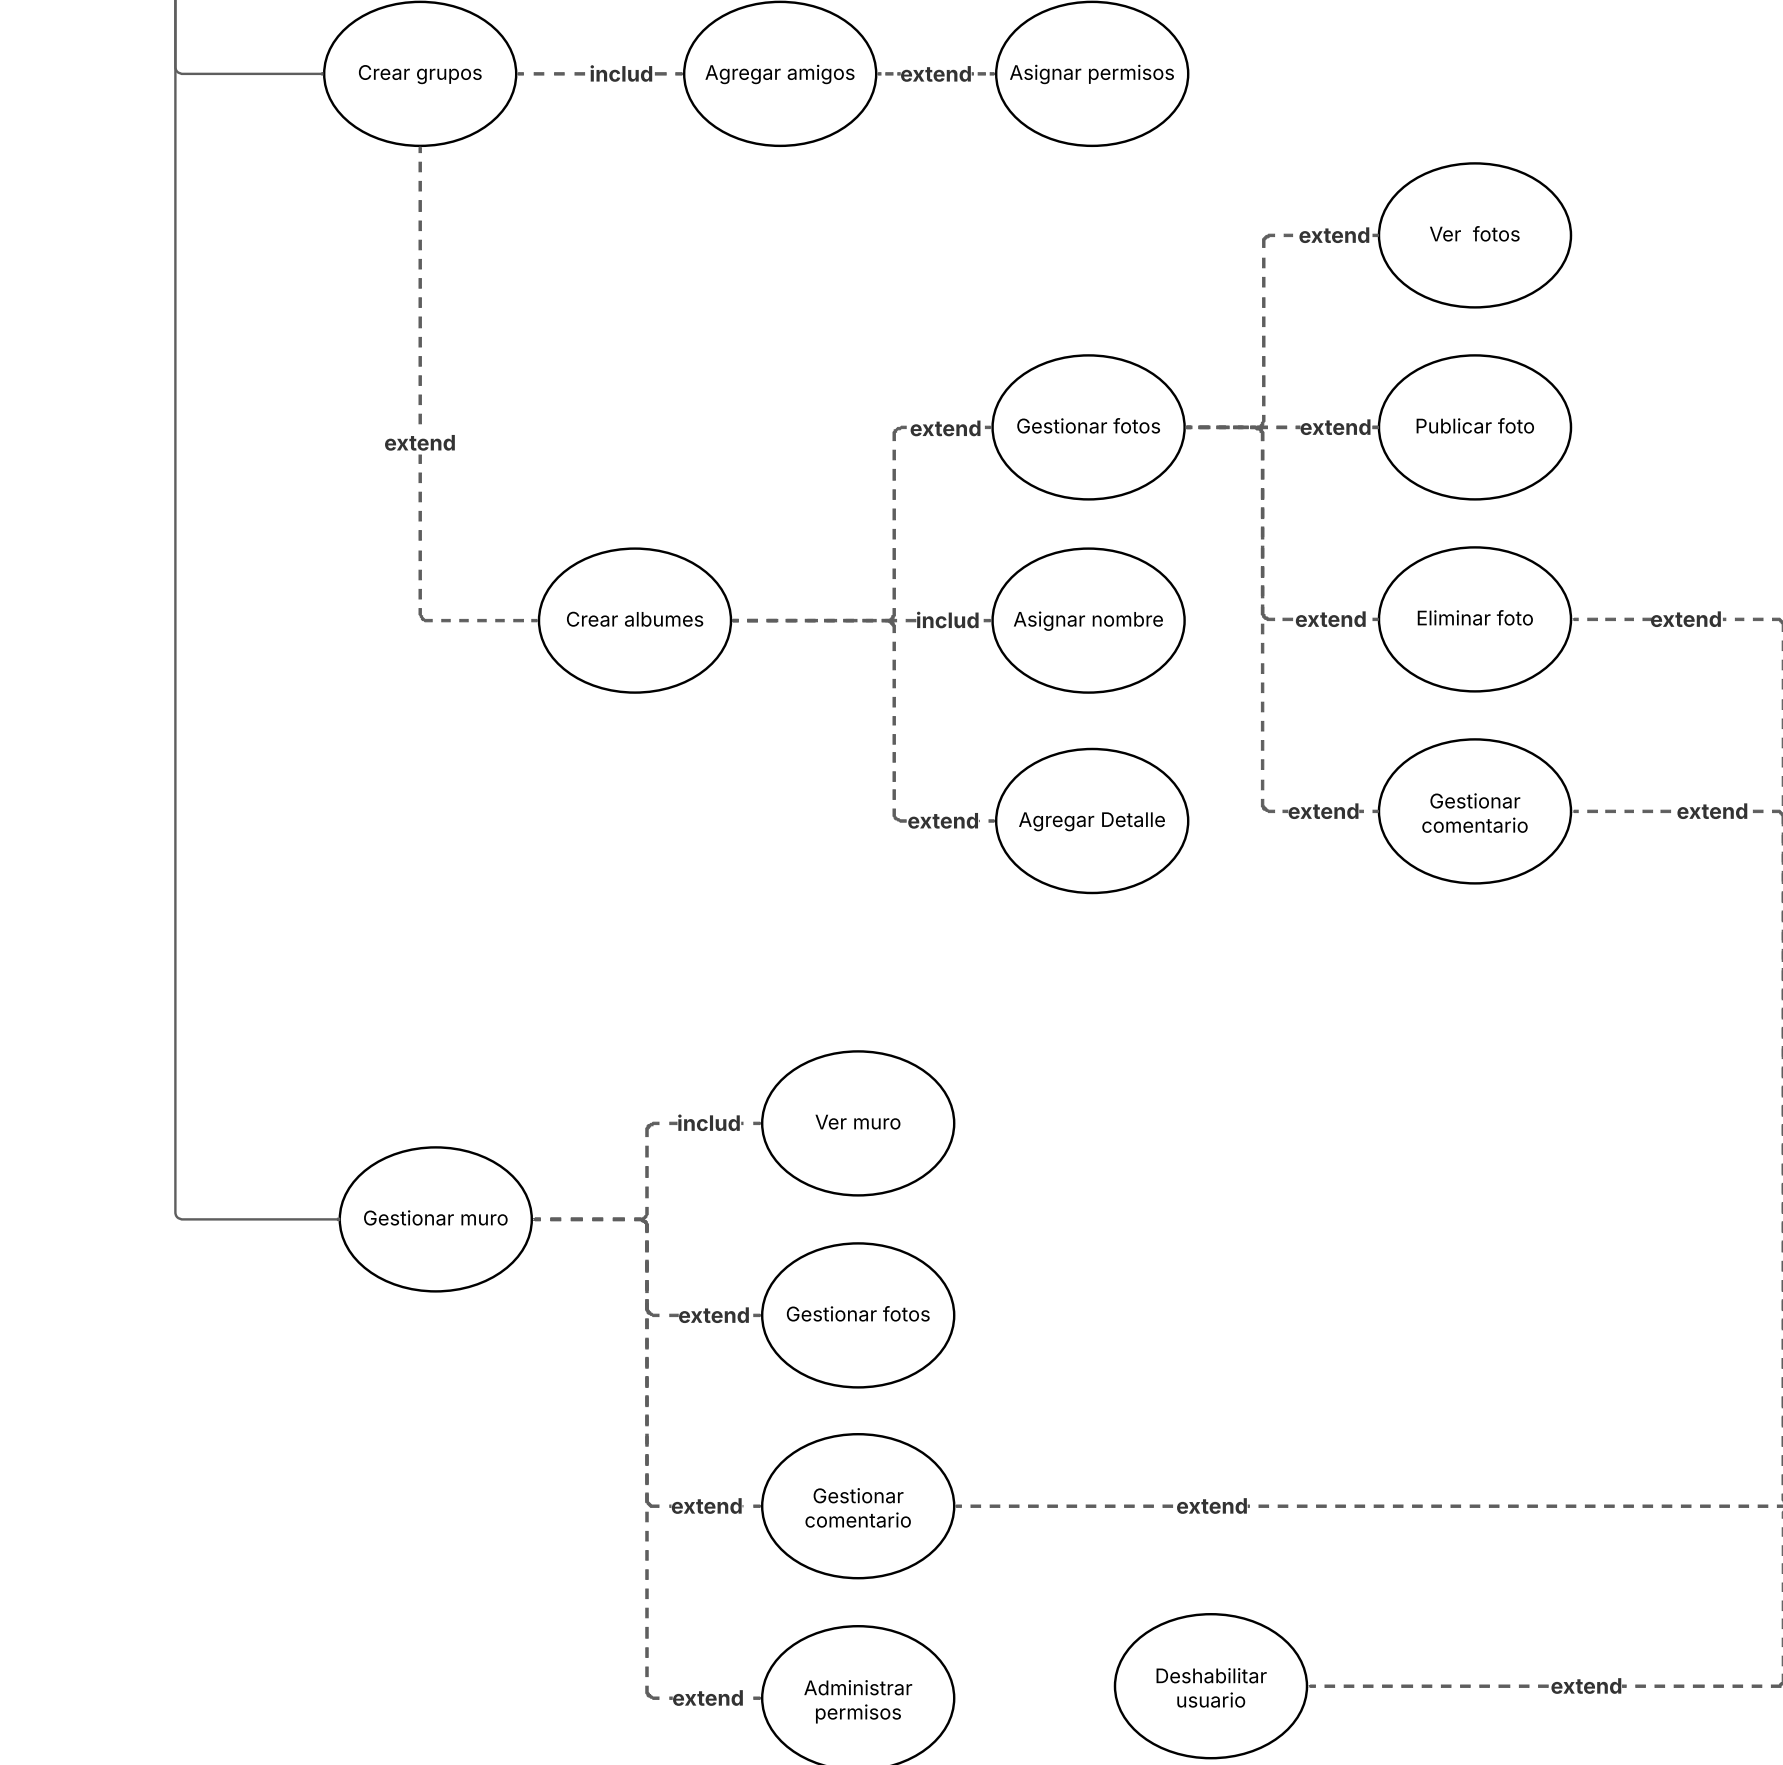 Crear grupos
includ
Agregar amigos
extend
Asignar permisos
extend
Ver  fotos
extend
extend
Gestionar fotos
extend
Publicar foto
Crear albumes
includ
Asignar nombre
extend
Eliminar foto
extend
extend
Agregar Detalle
extend
Gestionar
comentario
extend
includ
Ver muro
Gestionar muro
extend
Gestionar fotos
extend
Gestionar
comentario
extend
extend
Administrar
permisos
Deshabilitar
usuario
extend